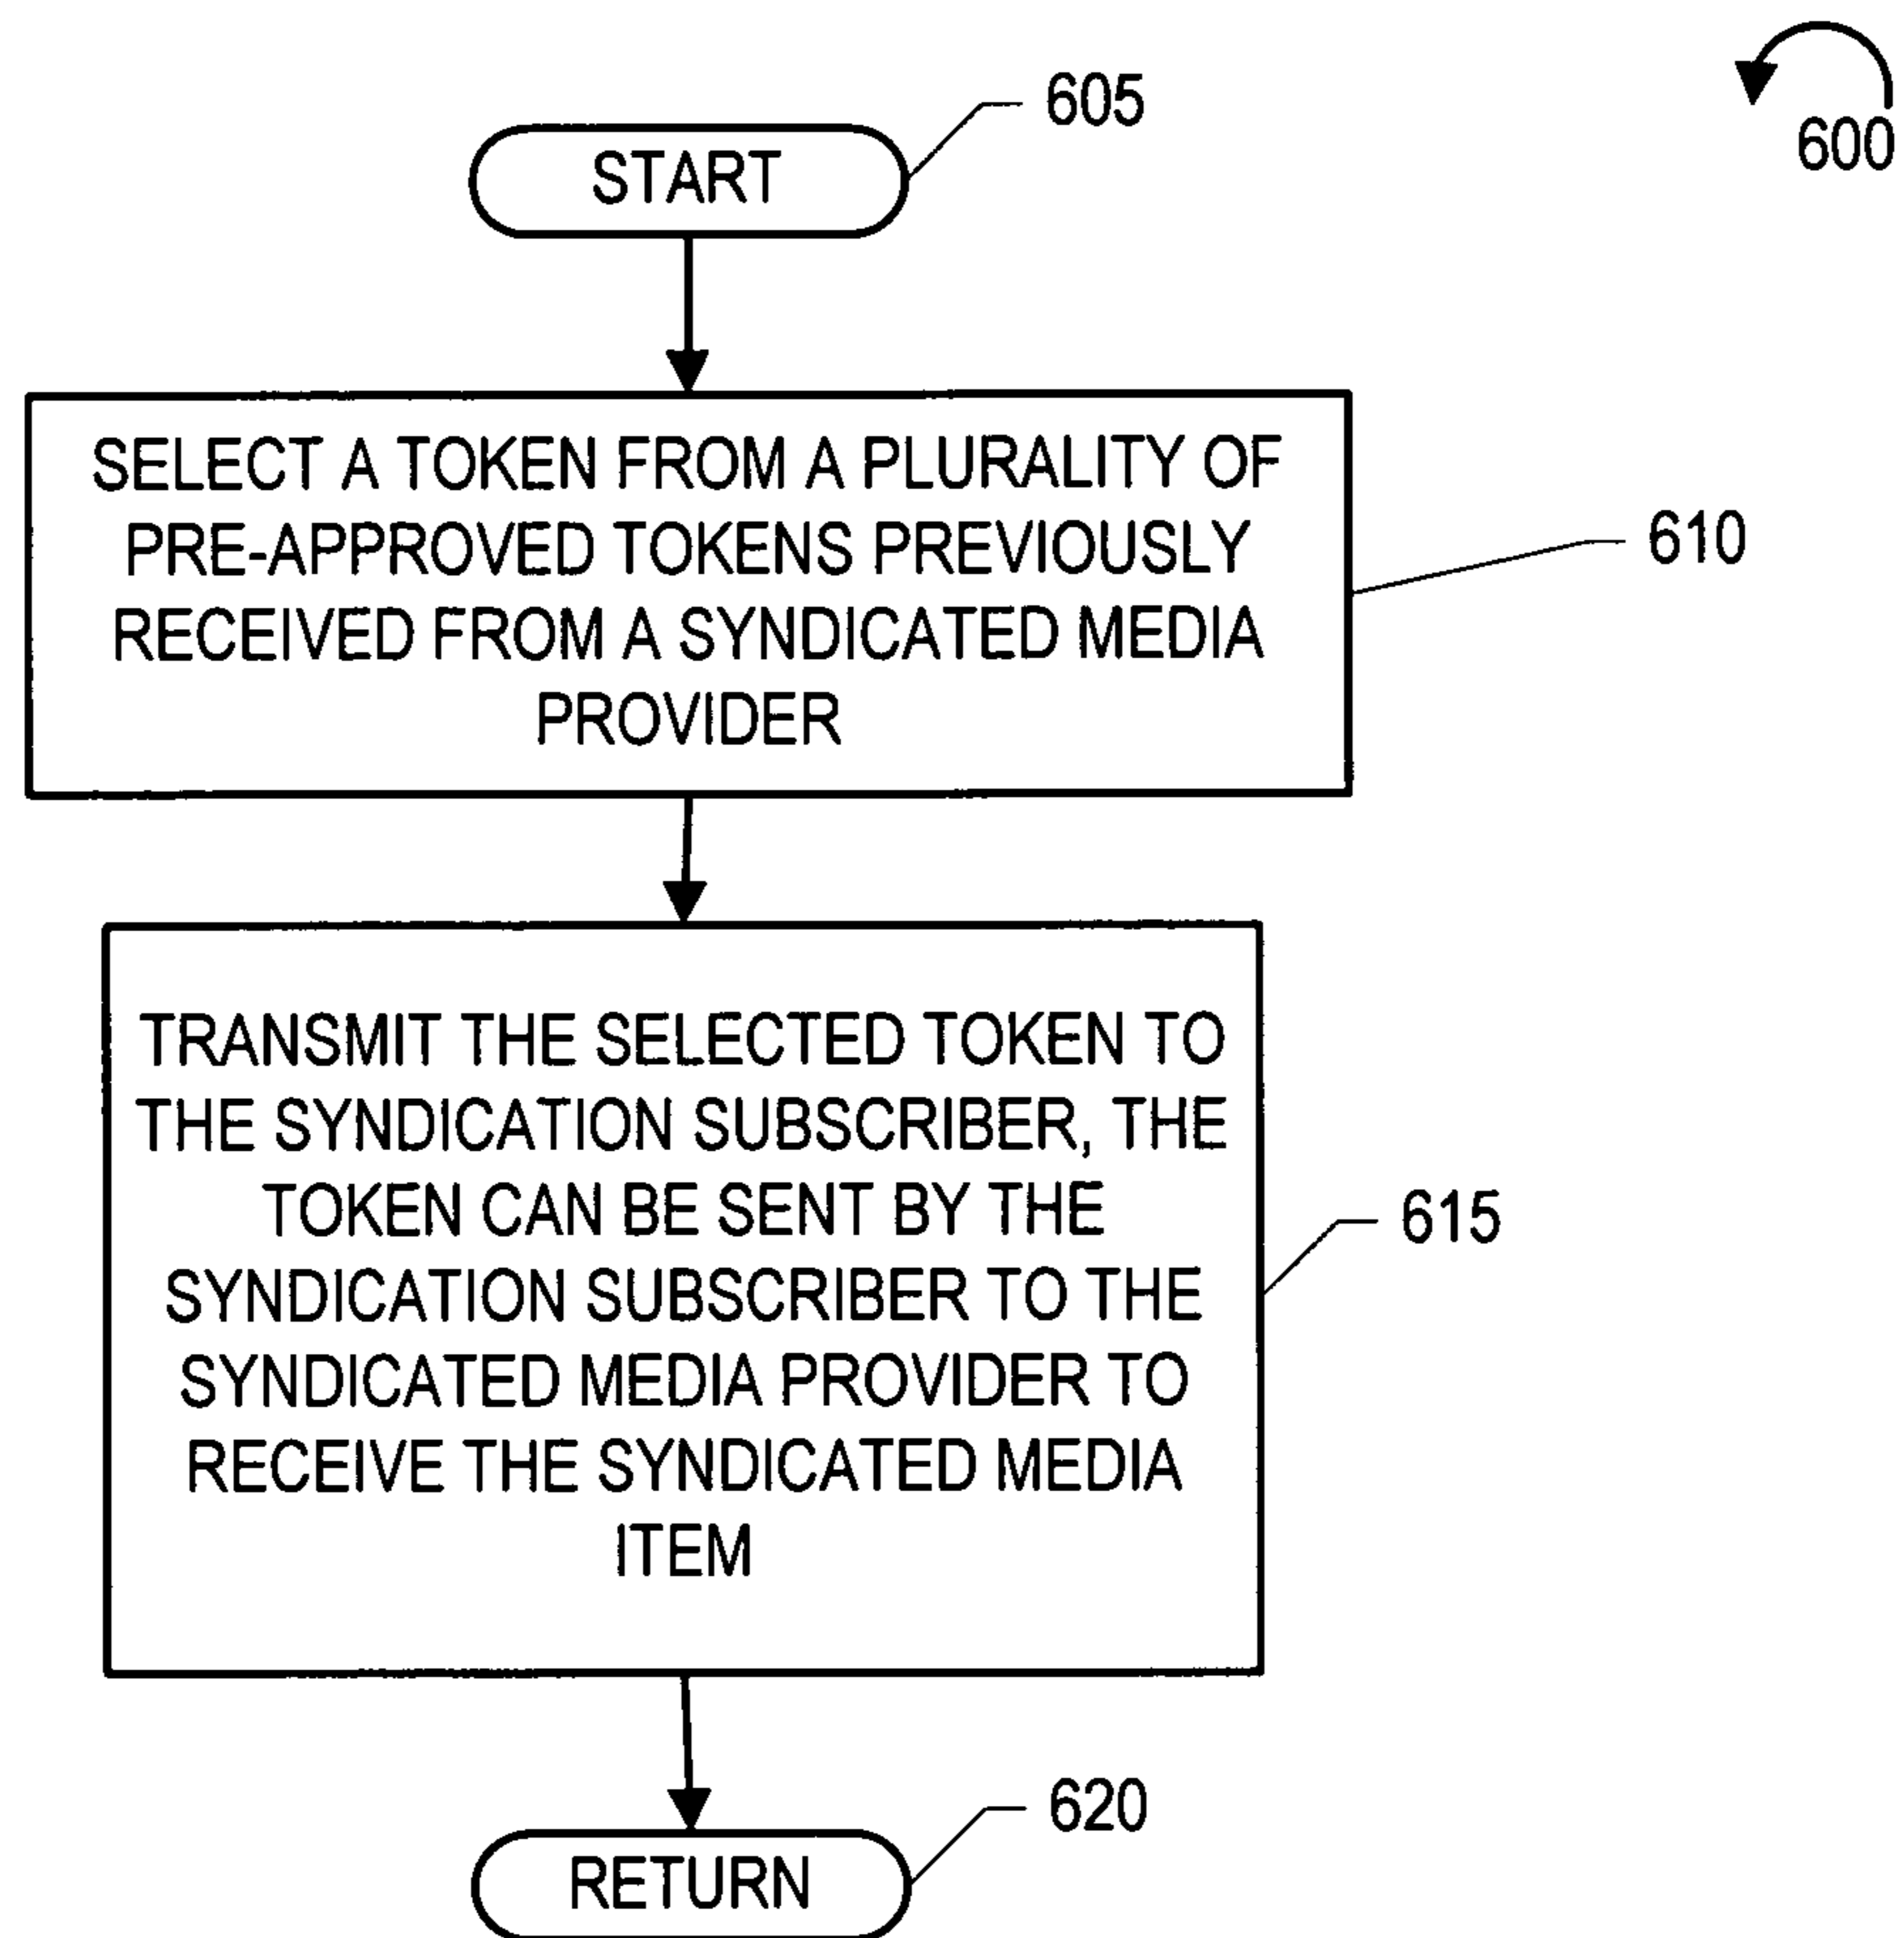 600
605
START
SELECT A TOKEN FROM A PLURALITY OF
PRE-APPROVED TOKENS PREVIOUSLY
RECEIVED FROM A SYNDICATED MEDIA
PROVIDER
610
TRANSMIT THE SELECTED TOKEN TO
THE SYNDICATION SUBSCRIBER, THE
TOKEN CAN BE SENT BY THE
SYNDICATION SUBSCRIBER TO THE
SYNDICATED MEDIA PROVIDER TO
RECEIVE THE SYNDICATED MEDIA
ITEM
615
620
RETURN